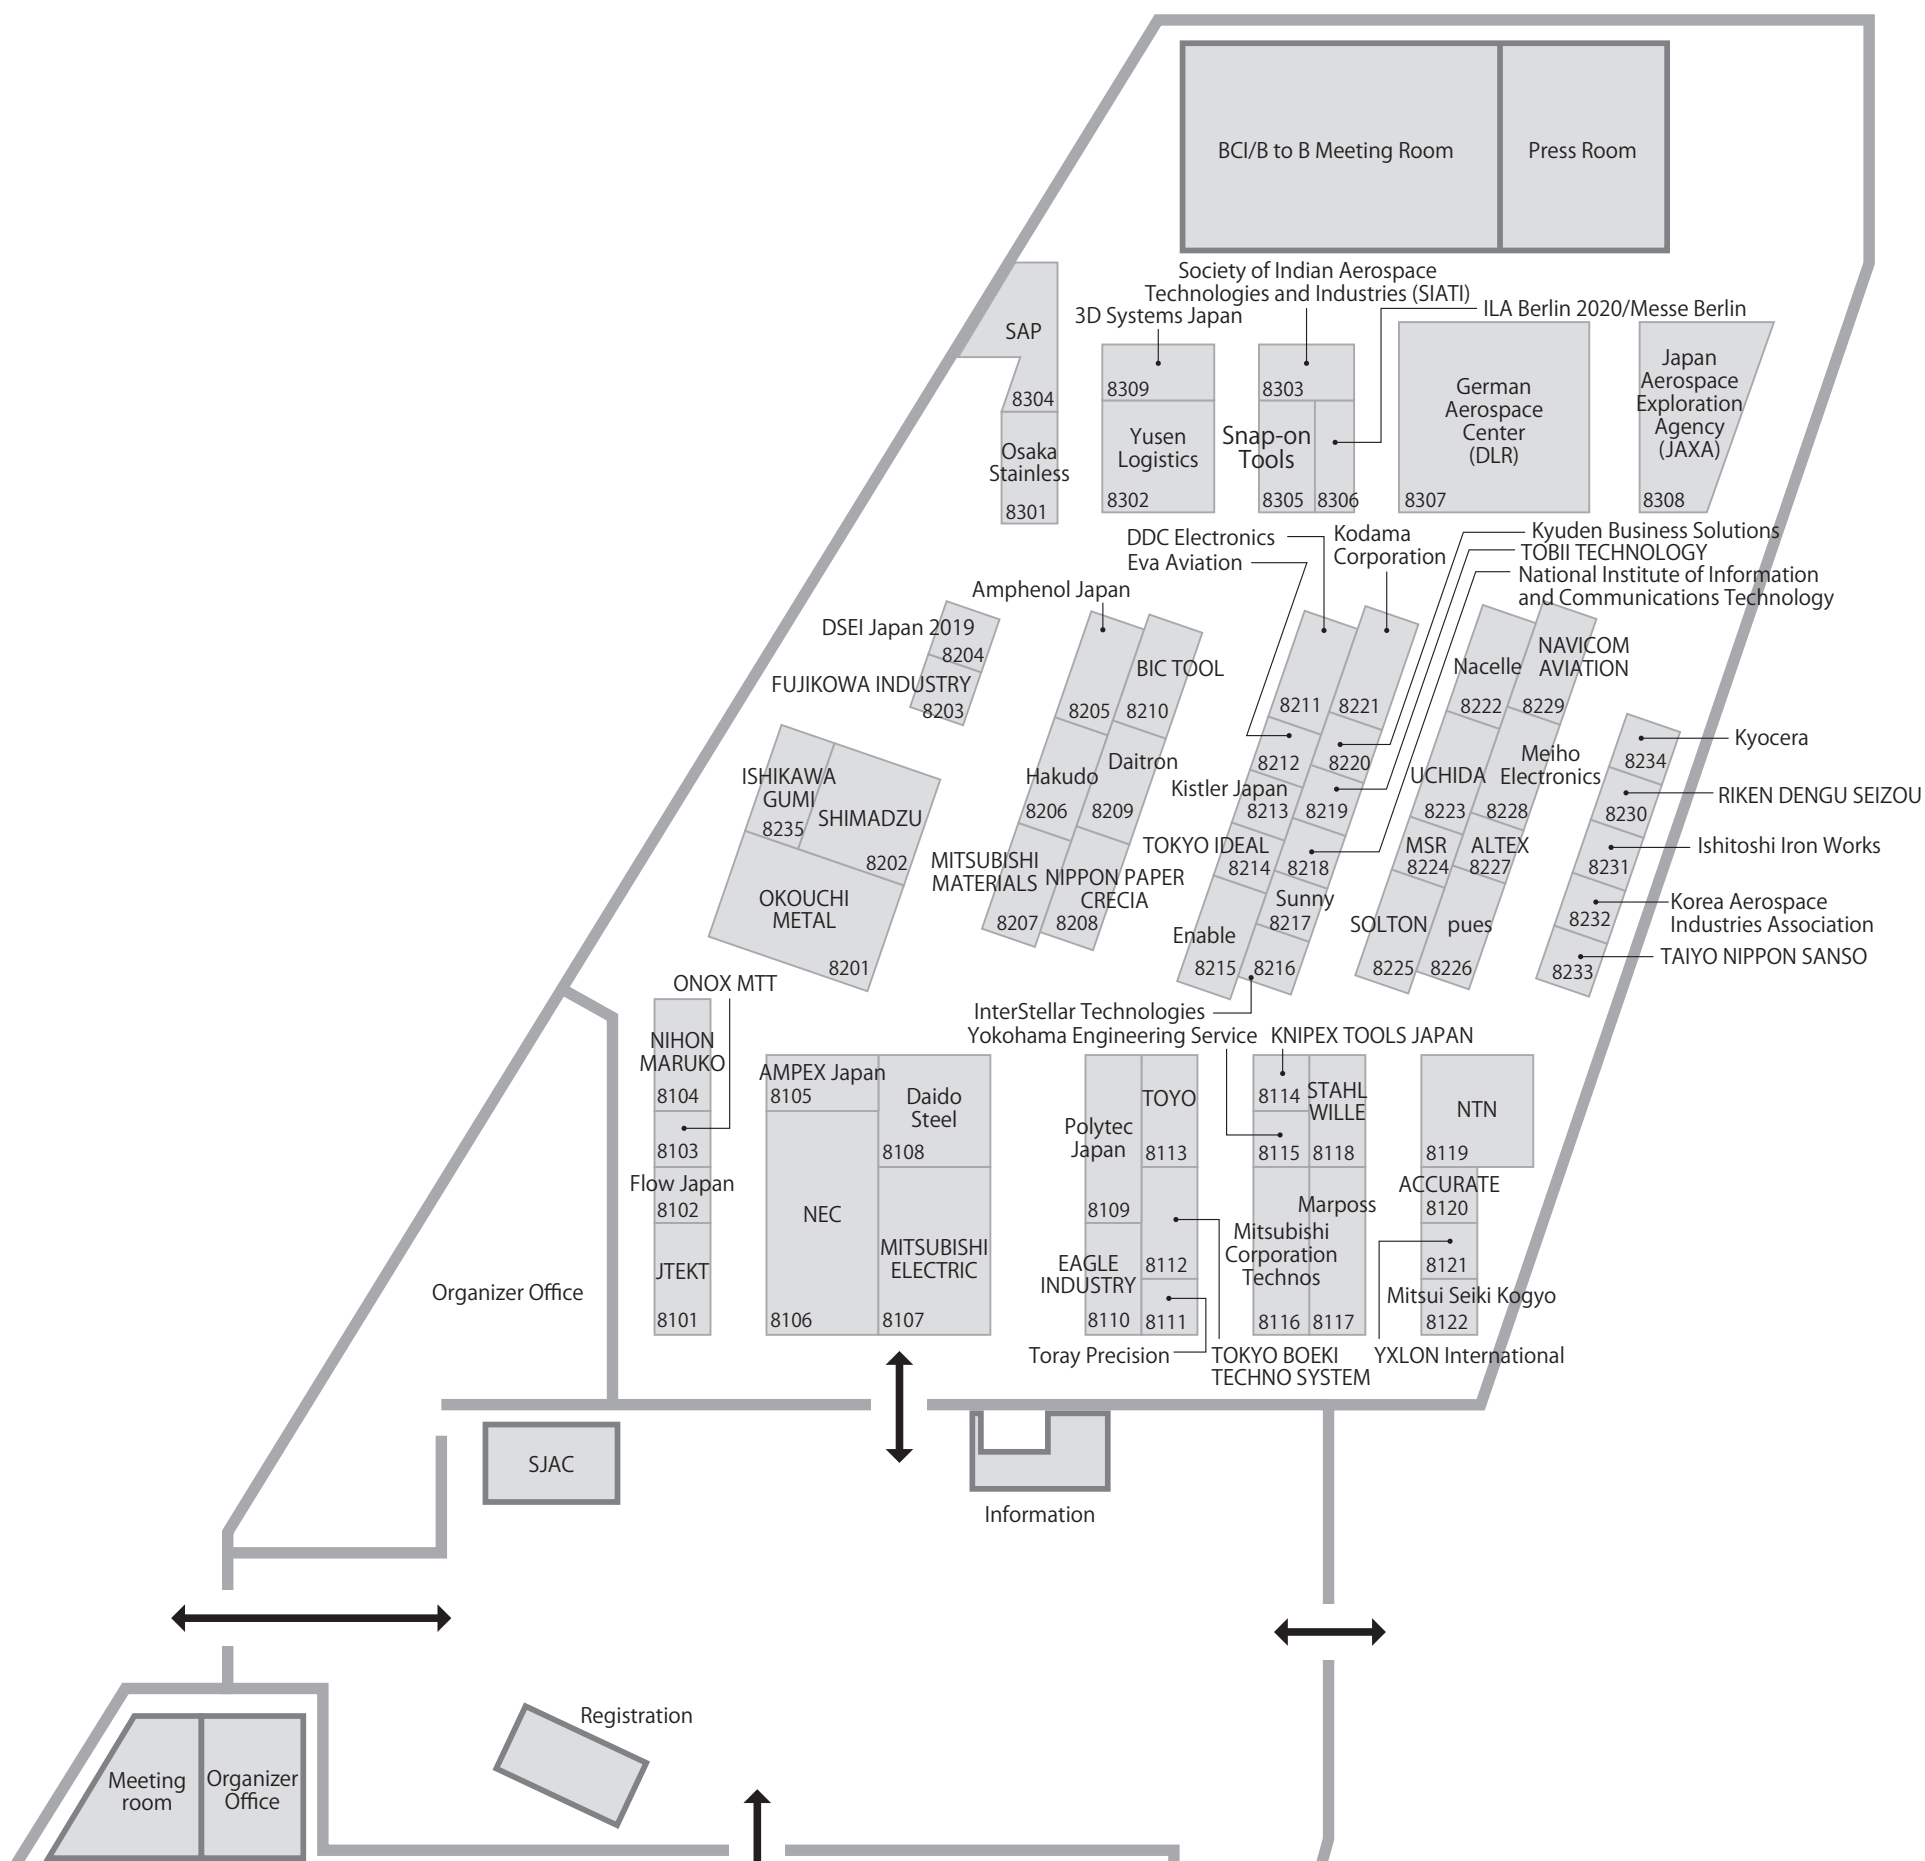 BCI/B to B Meeting Room
Press Room
Society of Indian Aerospace
Technologies and Industries (SIATI)
3D Systems Japan
ILA Berlin 2020/Messe Berlin
SAP
8304
8309
8303
Osaka
Stainless
8301
Yusen
Logistics
8302
Snap-on
Tools
8305
8306
German
Aerospace
Center
(DLR)
8307
Japan
Aerospace
Exploration
Agency
(JAXA)
8308
DDC Electronics
Eva Aviation
Kodama
Corporation
Kyuden Business Solutions
TOBII TECHNOLOGY
National Institute of Information
and Communications Technology
Amphenol Japan
DSEI Japan 2019
8204
FUJIKOWA INDUSTRY
8203
8205
BIC TOOL
8210
Hakudo
8206
Daitron
8209
MITSUBISHI
MATERIALS
8207
NIPPON PAPER
CRECIA
8208
8211
8221
8212
8220
Kistler Japan
8213
8219
TOKYO IDEAL
8214
8218
Sunny
8217
Enable
8215
8216
Nacelle
8222
NAVICOM
AVIATION
8229
UCHIDA
8223
Meiho
Electronics
8228
MSR
8224
ALTEX
8227
SOLTON
8225
pues
8226
8234
Kyocera
8230
RIKEN DENGU SEIZOU
8231
Ishitoshi Iron Works
8232
Korea Aerospace
Industries Association
8233
TAIYO NIPPON SANSO
ISHIKAWA
GUMI
8235
SHIMADZU
8202
OKOUCHI
METAL
8201
ONOX MTT
InterStellar Technologies
Yokohama Engineering Service
KNIPEX TOOLS JAPAN
NIHON
MARUKO
8104
8103
Flow Japan
8102
JTEKT
8101
AMPEX Japan
8105
Daido
Steel
8108
NEC
8106
MITSUBISHI
ELECTRIC
8107
Polytec
Japan
8109
TOYO
8113
8112
EAGLE
INDUSTRY
8110
8111
8114
STAHL
WILLE
8115
8118
Marposs
Mitsubishi
Corporation
Technos
8116
8117
NTN
8119
ACCURATE
8120
8121
Mitsui Seiki Kogyo
8122
Toray Precision
TOKYO BOEKI
TECHNO SYSTEM
YXLON International
Organizer Office
SJAC
Information
Registration
Meeting
room
Organizer
Office